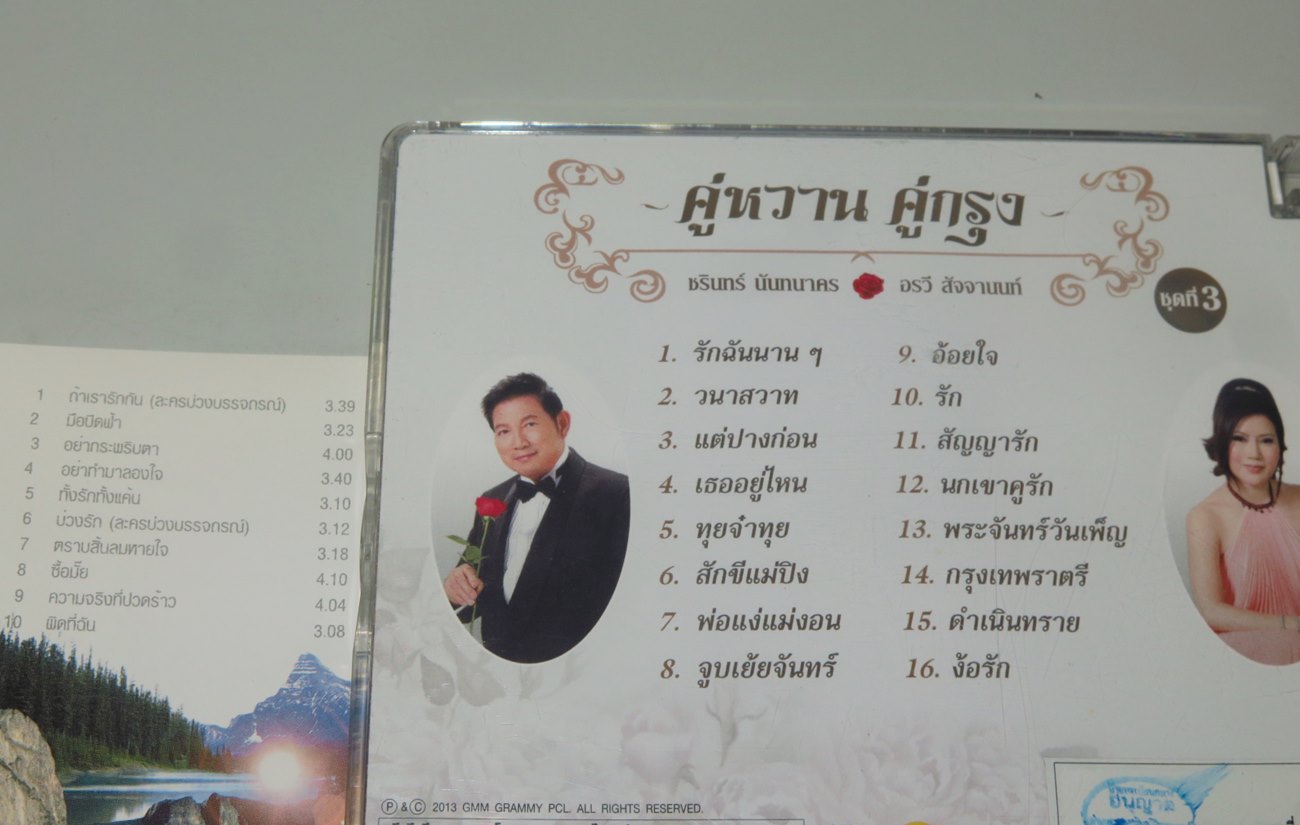 - คู่หวาน คู่กรุง -
ชรินทร์ นันทนาคร อรวี สัจจานนท์
ชุดที่ 3
1. รักฉันนาน ๆ
2. วนาสวาท
3. แต่ปางก่อน
4. เธออยู่ไหน
5. ทุยจ๋าทุย
6. สักขีแม่ปิง
7. พ่อแง่แม่งอน
8. จูบเย้ยจันทร์
9. อ้อยใจ
10. รัก
11. สัญญารัก
12. นกเขาคูรัก
13. พระจันทร์วันเพ็ญ
14. กรุงเทพราตรี
15. ดำเนินทราย
16. ง้อรัก
Ⓟ & Ⓒ 2013 GMM GRAMMY PCL. ALL RIGHTS RESERVED.
1 ถ้าเรารักกัน (ละครบ่วงบรรจถรณ์) 3.39
2 มือปิดฟ้า 3.23
3 อย่ากระพริบตา 4.00
4 อย่าทำมาลองใจ 3.40
5 ทั้งรักทั้งแค้น 3.10
6 บ่วงรัก (ละครบ่วงบรรจถรณ์) 3.12
7 ตราบสิ้นลมหายใจ 3.18
8 ซื้อมั๊ย 4.10
9 ความจริงที่ปวดร้าว 4.04
10 ผิดที่ฉัน 3.08